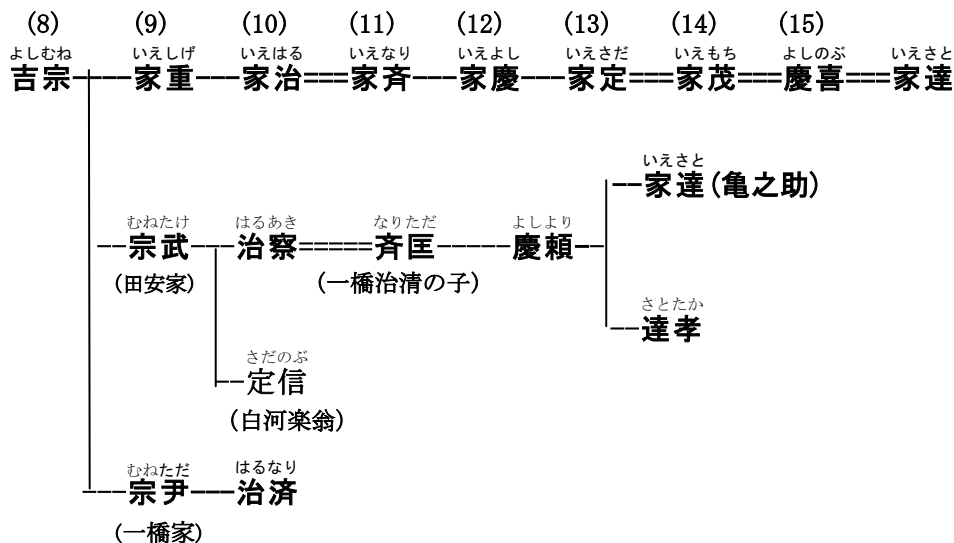 (8) (9) (10) (11) (12) (13) (14) (15)
よしむね いえしげ いえはる いえなり いえよし いえさだ いえもち よしのぶ いえさと
吉宗 家重 家治 家斉 家慶 家定 家茂 慶喜 家達
いえさと
家達(亀之助)
むねたけ はるあき なりただ よしより
宗武 治察 斉匡 慶頼
(田安家) (一橋治清の子)
さとたか
達孝
さだのぶ
定信
(白河楽翁)
むねただ はるなり
宗尹 治済
(一橋家)